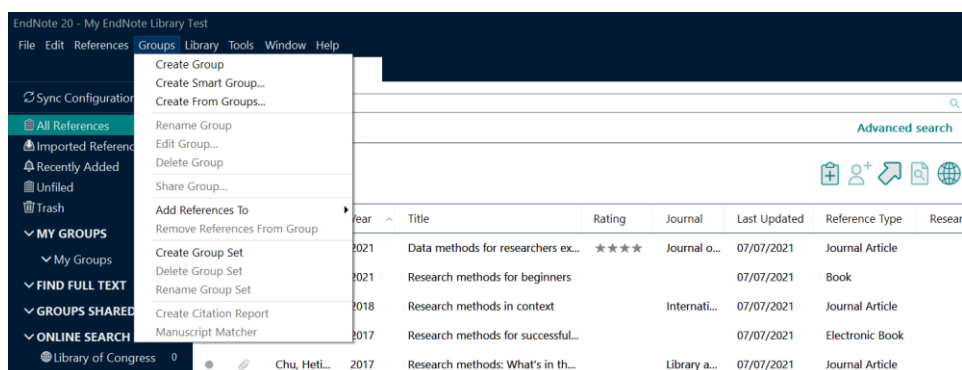 EndNote 20 - My EndNote Library Test
File Edit References Groups Library Tools Window Help
Create Group
Create Smart Group...
Create From Groups...
Rename Group
Edit Group...
Delete Group
Share Group...
Add References To
Remove References From Group
Create Group Set
Delete Group Set
Rename Group Set
Create Citation Report
Manuscript Matcher
Sync Configuration
All References
Imported Referenc
Recently Added
Unfiled
Trash
MY GROUPS
My Groups
FIND FULL TEXT
GROUPS SHARED
ONLINE SEARCH
Library of Congress 0
Advanced search
Year Title Rating Journal Last Updated Reference Type Resear
2021 Data methods for researchers ex... ★★★★ Journal o... 07/07/2021 Journal Article
2021 Research methods for beginners 07/07/2021 Book
2018 Research methods in context Internati... 07/07/2021 Journal Article
2017 Research methods for successful... 07/07/2021 Electronic Book
Chu, Heti... 2017 Research methods: What's in th... Library a... 07/07/2021 Journal Article